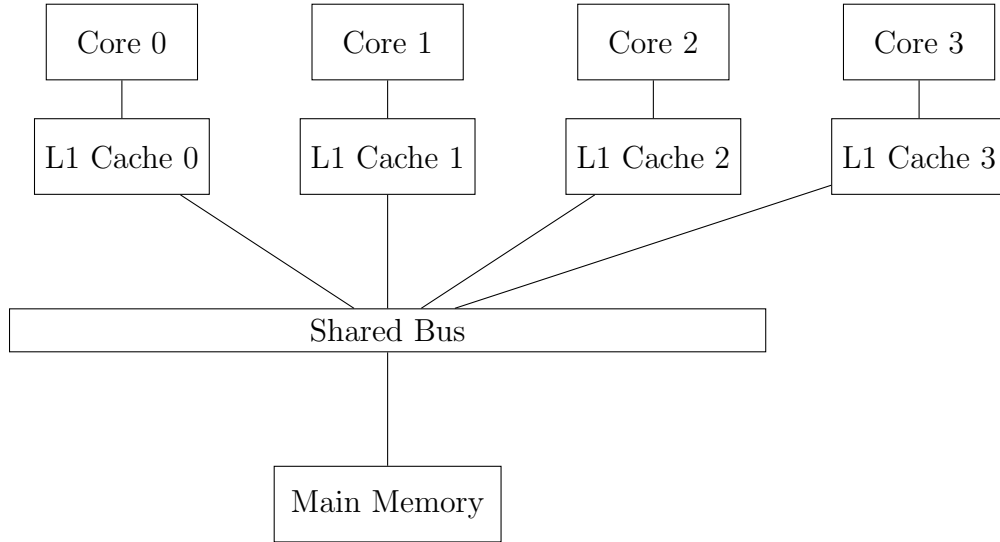 Core 0
Core 1
Core 2
Core 3
L1 Cache 0
L1 Cache 1
L1 Cache 2
L1 Cache 3
Shared Bus
Main Memory